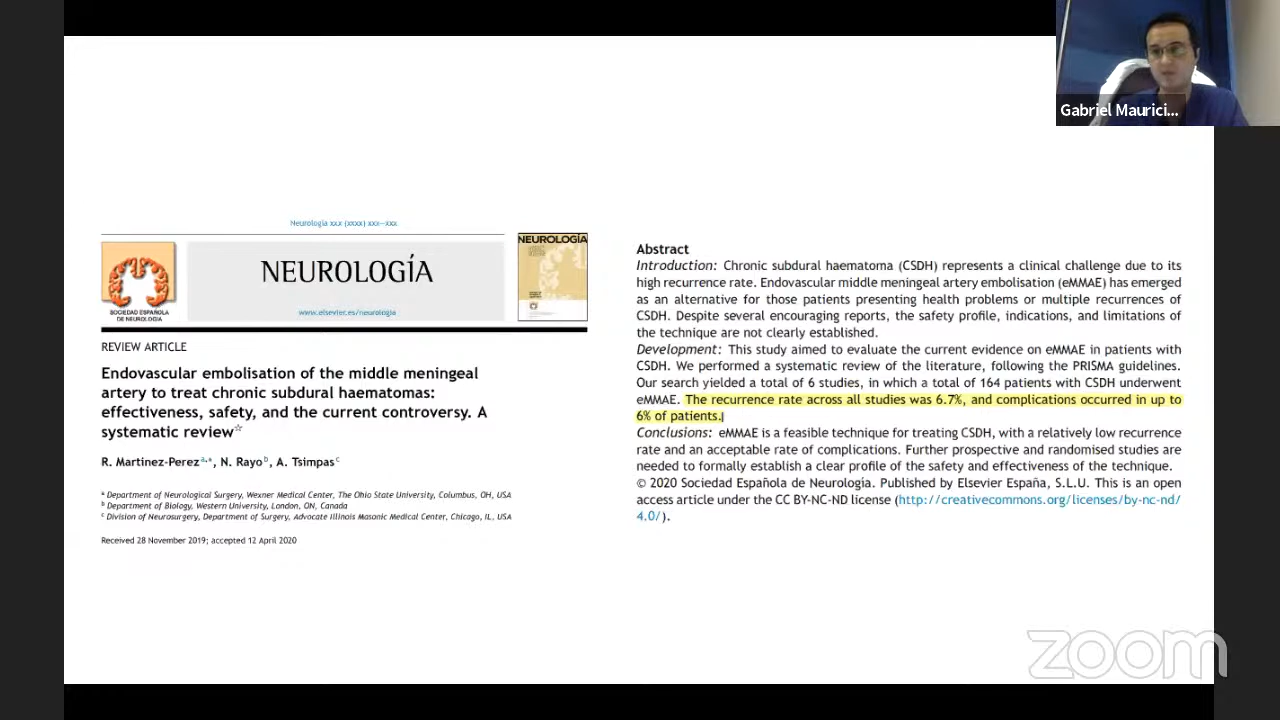 Gabriel Maurici...
Neurología xxx (xxxx) xxx—xxx
SOCIEDAD ESPAÑOLA
DE NEUROLOGÍA
NEUROLOGÍA
www.elsevier.es/neurologia
NEUROLOGÍA
REVIEW ARTICLE
Endovascular embolisation of the middle meningeal
artery to treat chronic subdural haematomas:
effectiveness, safety, and the current controversy. A
systematic review☆
R. Martinez-Perez a,*, N. Rayo b, A. Tsimpas c
a Department of Neurological Surgery, Wexner Medical Center, The Ohio State University, Columbus, OH, USA
b Department of Biology, Western University, London, ON, Canada
c Division of Neurosurgery, Department of Surgery, Advocate Illinois Masonic Medical Center, Chicago, IL, USA
Received 28 November 2019; accepted 12 April 2020
Abstract
Introduction: Chronic subdural haematoma (CSDH) represents a clinical challenge due to its
high recurrence rate. Endovascular middle meningeal artery embolisation (eMMAE) has emerged
as an alternative for those patients presenting health problems or multiple recurrences of
CSDH. Despite several encouraging reports, the safety profile, indications, and limitations of
the technique are not clearly established.
Development: This study aimed to evaluate the current evidence on eMMAE in patients with
CSDH. We performed a systematic review of the literature, following the PRISMA guidelines.
Our search yielded a total of 6 studies, in which a total of 164 patients with CSDH underwent
eMMAE. The recurrence rate across all studies was 6.7%, and complications occurred in up to
6% of patients.
Conclusions: eMMAE is a feasible technique for treating CSDH, with a relatively low recurrence
rate and an acceptable rate of complications. Further prospective and randomised studies are
needed to formally establish a clear profile of the safety and effectiveness of the technique.
© 2020 Sociedad Española de Neurología. Published by Elsevier España, S.L.U. This is an open
access article under the CC BY-NC-ND license (http://creativecommons.org/licenses/by-nc-nd/
4.0/).
zoom